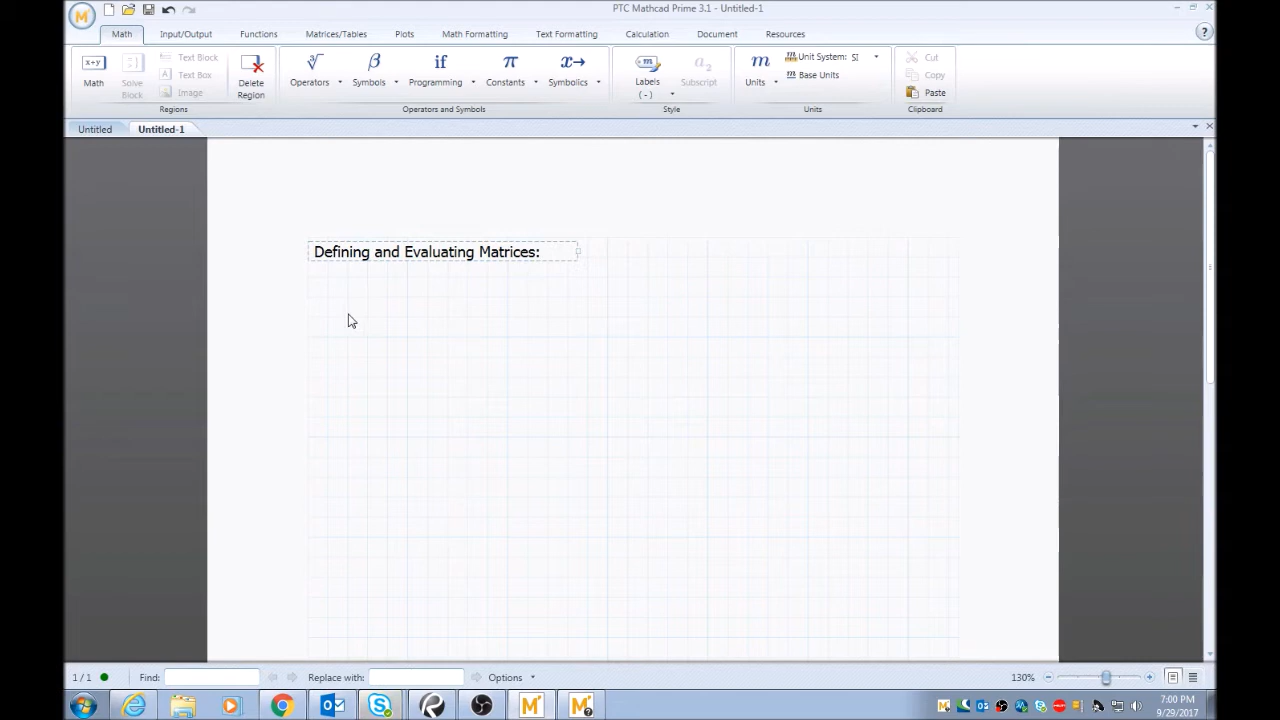 PTC Mathcad Prime 3.1 - Untitled-1
Math Input/Output Functions Matrices/Tables Plots Math Formatting Text Formatting Calculation Document Resources
Math
Solve Block
Text Block
Text Box
Image
Delete Region
Regions
Operators
Symbols
if Programming
π Constants
Symbolics
Operators and Symbols
Labels
( - )
Subscript
Style
Units
Unit System: SI
Base Units
Units
Cut
Copy
Paste
Clipboard
Untitled Untitled-1
Defining and Evaluating Matrices:
1 / 1 Find: Replace with: Options 130%
7:00 PM
9/29/2017